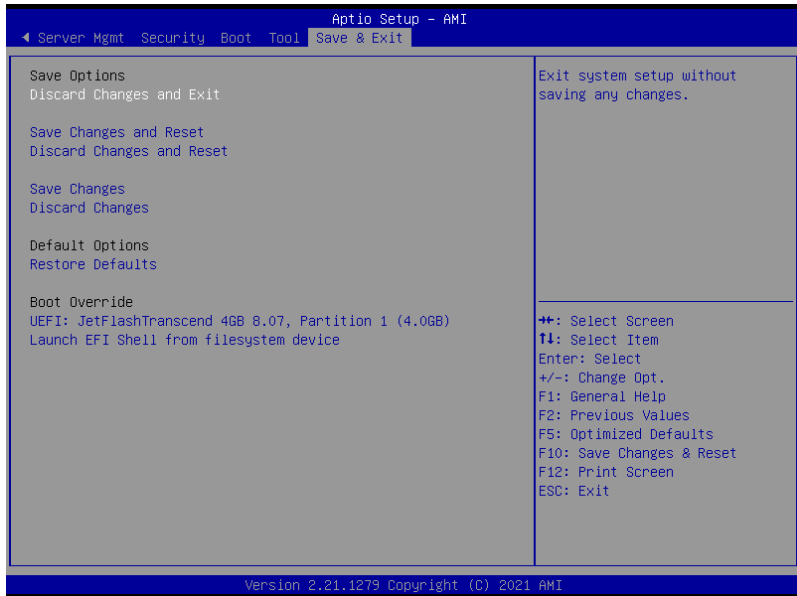 Aptio Setup – AMI
◀ Server Mgmt Security Boot Tool Save & Exit
Save Options
Discard Changes and Exit
Save Changes and Reset
Discard Changes and Reset
Save Changes
Discard Changes
Default Options
Restore Defaults
Boot Override
UEFI: JetFlashTranscend 4GB 8.07, Partition 1 (4.0GB)
Launch EFI Shell from filesystem device
Exit system setup without
saving any changes.
→←: Select Screen
↑↓: Select Item
Enter: Select
+/-: Change Opt.
F1: General Help
F2: Previous Values
F5: Optimized Defaults
F10: Save Changes & Reset
F12: Print Screen
ESC: Exit
Version 2.21.1279 Copyright (C) 2021 AMI